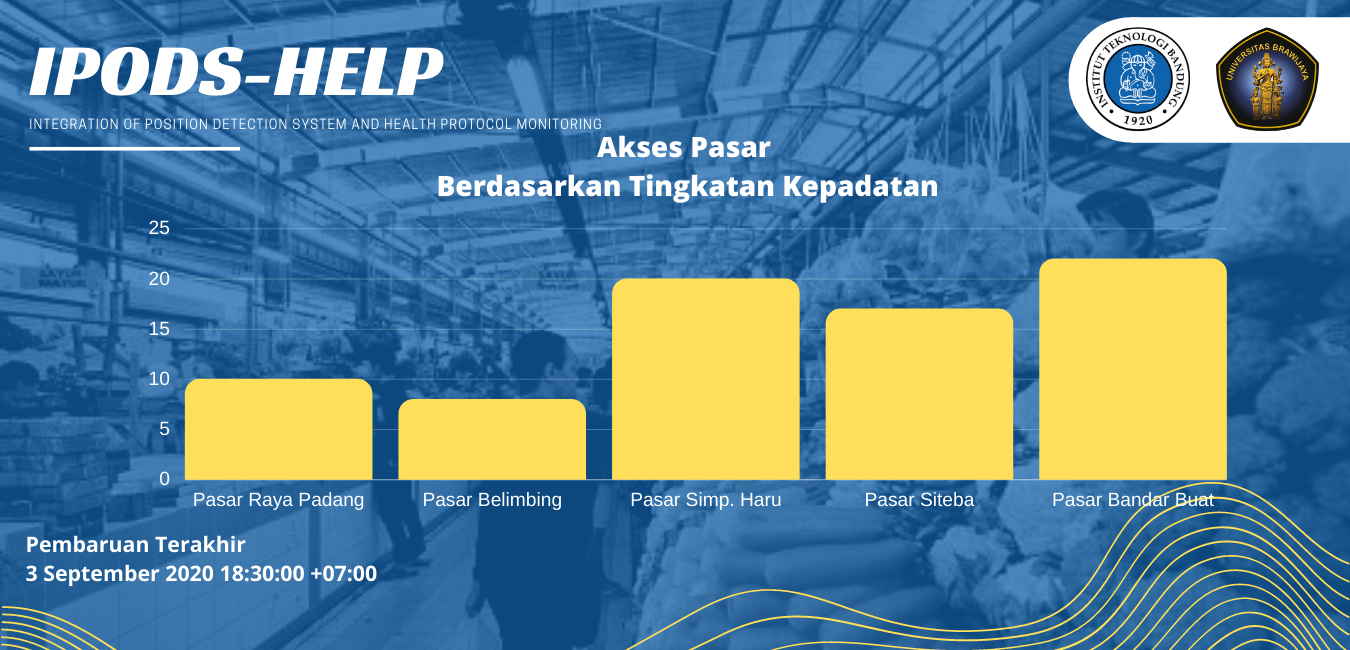 IPODS-HELP
INTEGRATION OF POSITION DETECTION SYSTEM AND HEALTH PROTOCOL MONITORING
INSTITUT TEKNOLOGI BANDUNG
1920
UNIVERSITAS BRAWIJAYA
Akses Pasar
Berdasarkan Tingkatan Kepadatan
25
20
15
10
5
0
Pasar Raya Padang Pasar Belimbing Pasar Simp. Haru Pasar Siteba Pasar Bandar Buat
Pembaruan Terakhir
3 September 2020 18:30:00 +07:00